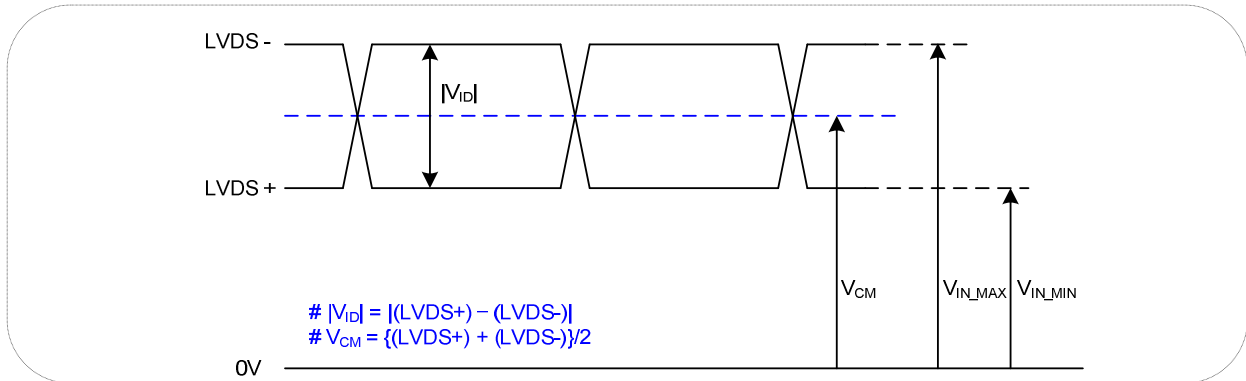 LVDS -
|VID|
LVDS +
VCM
VIN_MAX
VIN_MIN
# |VID| = |(LVDS+) – (LVDS-)|
# VCM = {(LVDS+) + (LVDS-)}/2
0V